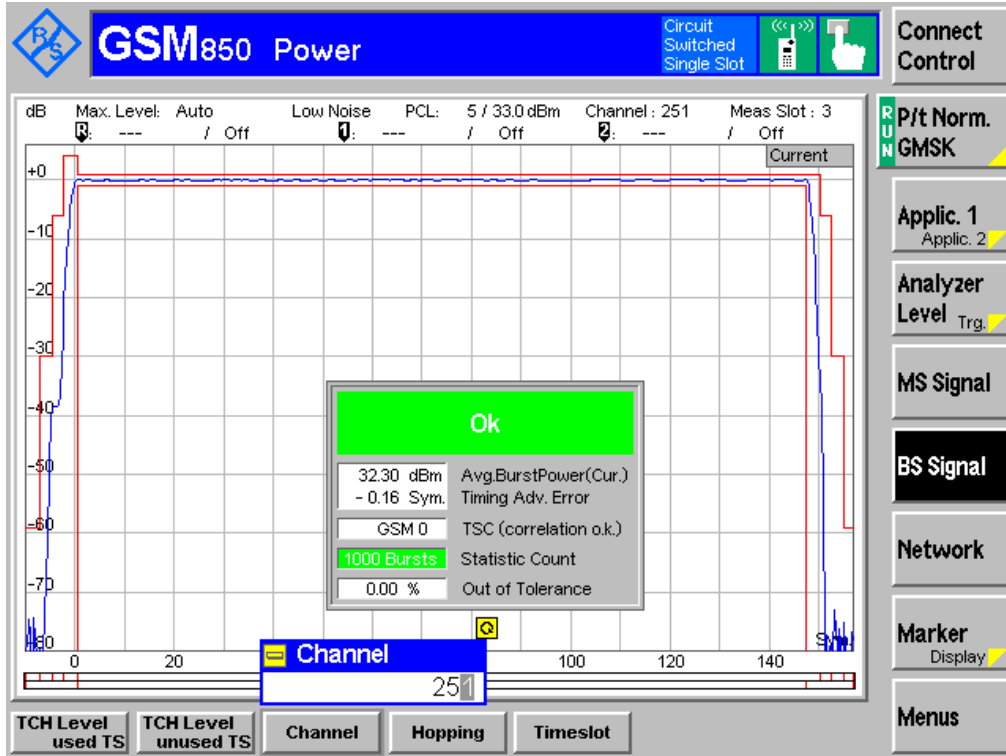 R/S
GSM850 Power
Circuit
Switched
Single Slot
Connect
Control
dB Max. Level: Auto Low Noise PCL: 5 / 33.0 dBm Channel : 251 Meas Slot : 3
R: --- / Off 1: --- / Off 2: --- / Off
Current
+0
-10
-20
-30
-40
-50
-60
-70
-80
Ok
32.30 dBm Avg.BurstPower(Cur.)
- 0.16 Sym. Timing Adv. Error
GSM 0 TSC (correlation o.k.)
1000 Bursts Statistic Count
0.00 % Out of Tolerance
Sym.
0 20 100 120 140
Channel
251
TCH Level
used TS
TCH Level
unused TS
Channel
Hopping
Timeslot
RUN
P/t Norm.
GMSK
Applic. 1
Applic. 2
Analyzer
Level Trg.
MS Signal
BS Signal
Network
Marker
Display
Menus